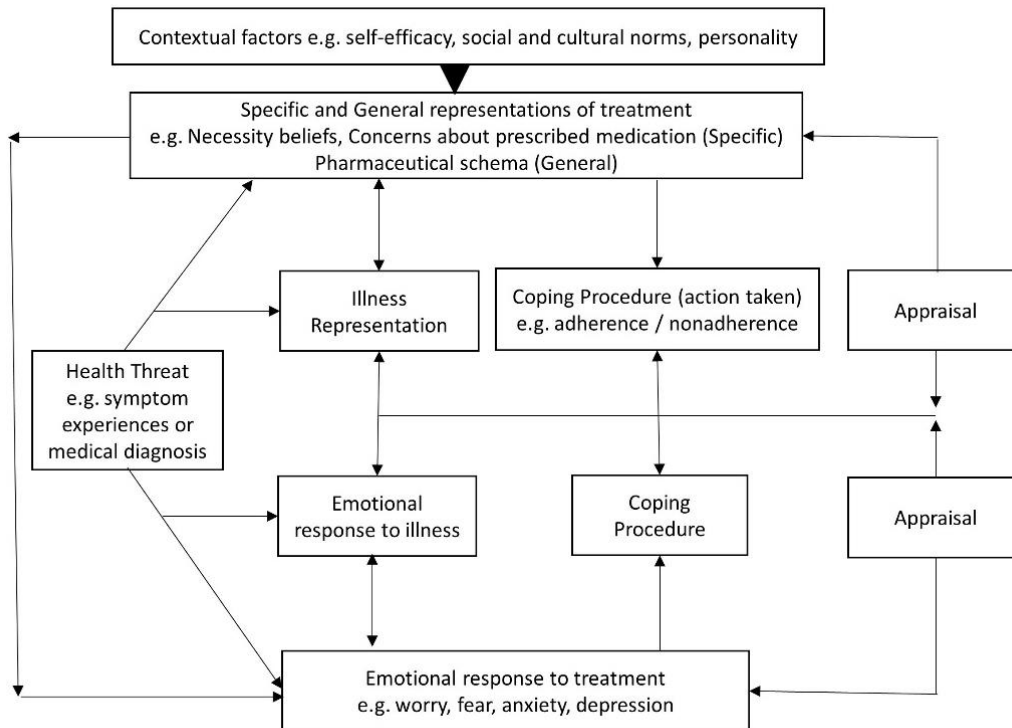 Contextual factors e.g. self-efficacy, social and cultural norms, personality
Specific and General representations of treatment
e.g. Necessity beliefs, Concerns about prescribed medication (Specific)
Pharmaceutical schema (General)
Illness
Representation
Coping Procedure (action taken)
e.g. adherence / nonadherence
Appraisal
Health Threat
e.g. symptom
experiences or
medical diagnosis
Emotional
response to illness
Coping
Procedure
Appraisal
Emotional response to treatment
e.g. worry, fear, anxiety, depression